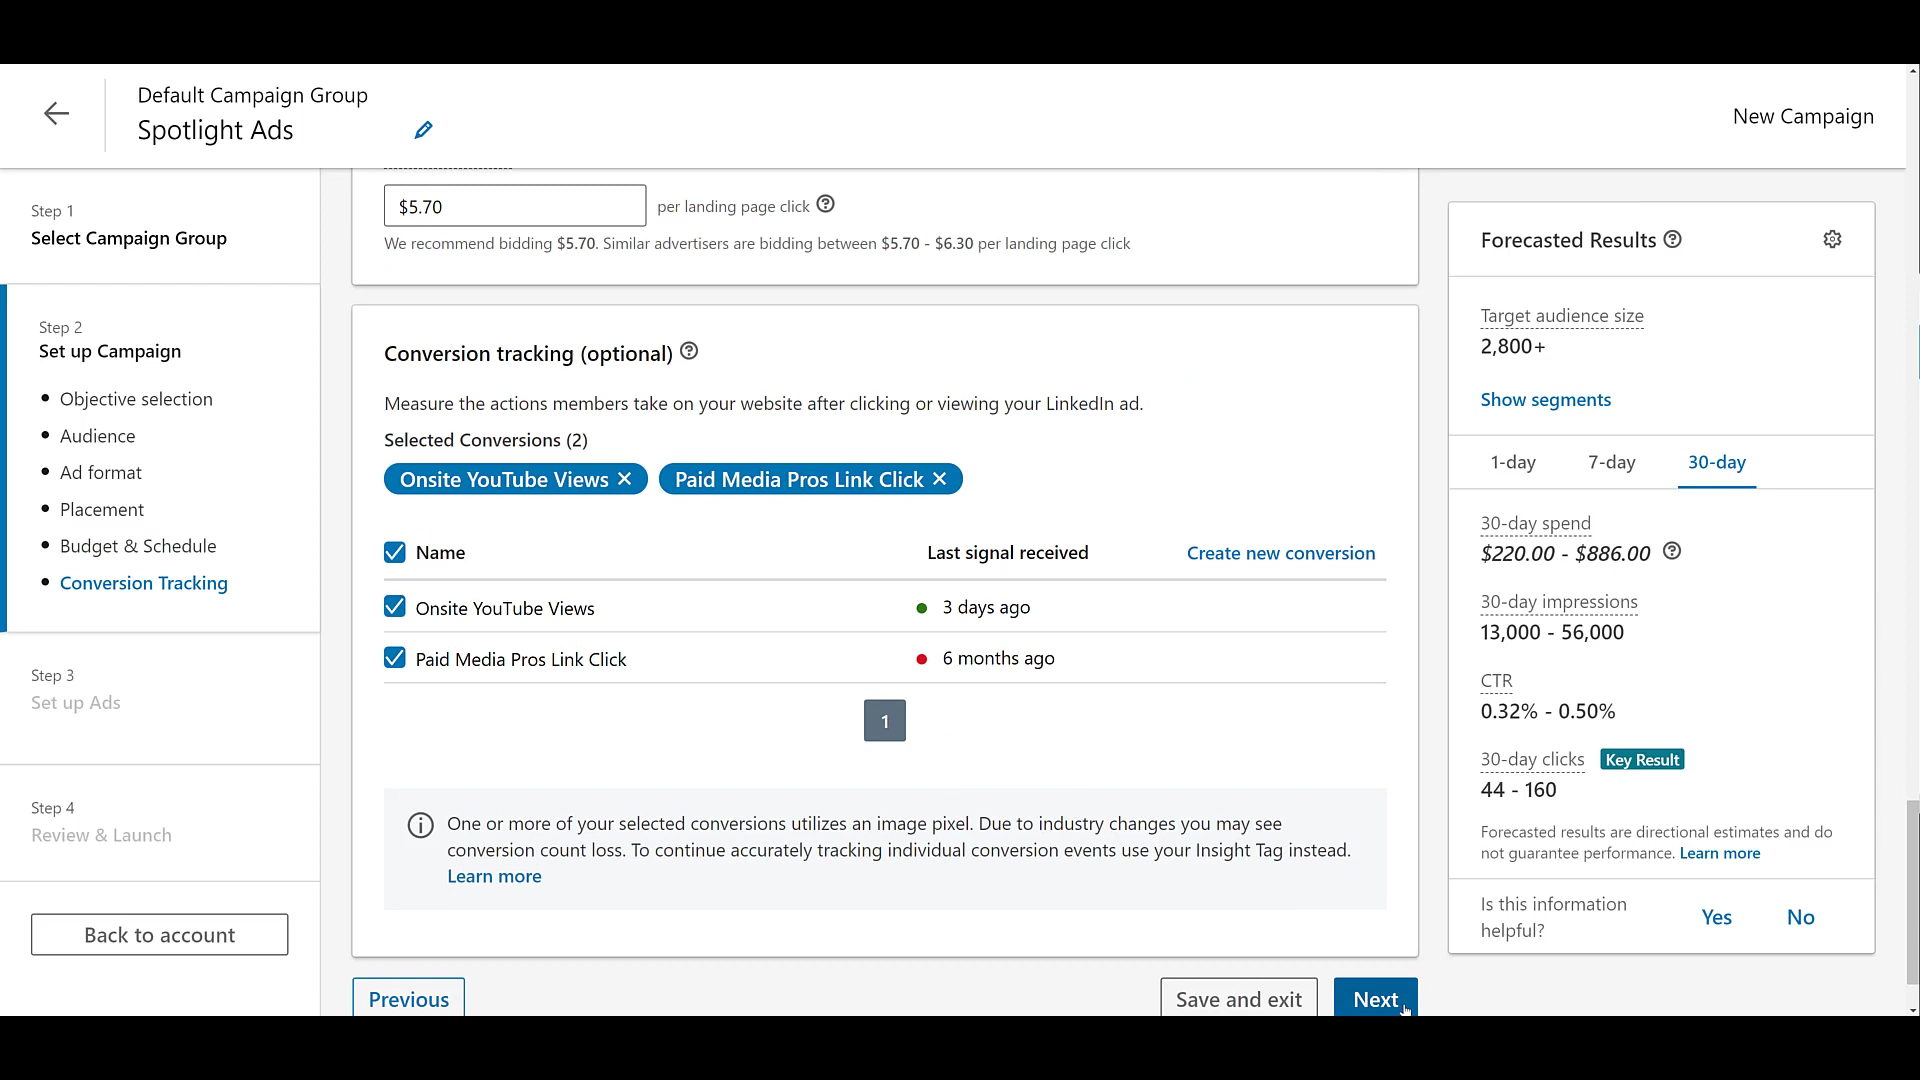 Default Campaign Group
Spotlight Ads
New Campaign
Step 1
Select Campaign Group
Step 2
Set up Campaign
Objective selection
Audience
Ad format
Placement
Budget & Schedule
Conversion Tracking
Step 3
Set up Ads
Step 4
Review & Launch
Back to account
$5.70 per landing page click
We recommend bidding $5.70. Similar advertisers are bidding between $5.70 - $6.30 per landing page click
Conversion tracking (optional)
Measure the actions members take on your website after clicking or viewing your LinkedIn ad.
Selected Conversions (2)
Onsite YouTube Views Paid Media Pros Link Click
Name Last signal received Create new conversion
Onsite YouTube Views 3 days ago
Paid Media Pros Link Click 6 months ago
1
One or more of your selected conversions utilizes an image pixel. Due to industry changes you may see
conversion count loss. To continue accurately tracking individual conversion events use your Insight Tag instead.
Learn more
Previous Save and exit Next
Forecasted Results
Target audience size
2,800+
Show segments
1-day 7-day 30-day
30-day spend
$220.00 - $886.00
30-day impressions
13,000 - 56,000
CTR
0.32% - 0.50%
30-day clicks Key Result
44 - 160
Forecasted results are directional estimates and do
not guarantee performance. Learn more
Is this information
helpful? Yes No